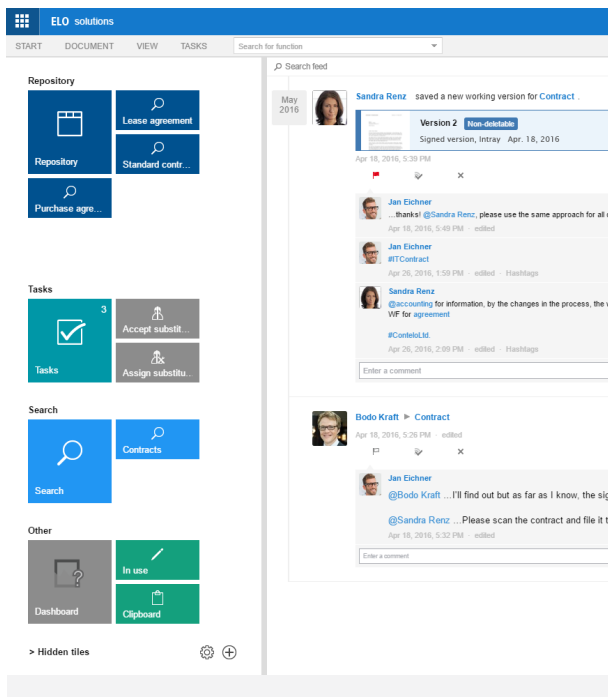 ELO solutions
START DOCUMENT VIEW TASKS Search for function
Search feed
Repository
Repository
Lease agreement
Standard contr...
Purchase agre...
Tasks
3
Tasks
Accept substit...
Assign substitu...
Search
Search
Contracts
Other
Dashboard
In use
Clipboard
> Hidden tiles
May
2016
Sandra Renz saved a new working version for Contract .
Version 2 Non-deletable
Signed version, Intray Apr. 18, 2016
Apr 18, 2016, 5:39 PM
Jan Eichner
...thanks! @Sandra Renz, please use the same approach for all
Apr 18, 2016, 5:49 PM · edited
Jan Eichner
#ITContract
Apr 26, 2016, 1:59 PM · edited · Hashtags
Sandra Renz
@accounting for information, by the changes in the process, the
WF for agreement
#ConteloLtd.
Apr 26, 2016, 2:09 PM · edited · Hashtags
Enter a comment
Bodo Kraft ▶ Contract
Apr 18, 2016, 5:26 PM · edited
Jan Eichner
@Bodo Kraft ...I'll find out but as far as I know, the sig
@Sandra Renz ...Please scan the contract and file it t
Apr 18, 2016, 5:32 PM · edited
Enter a comment